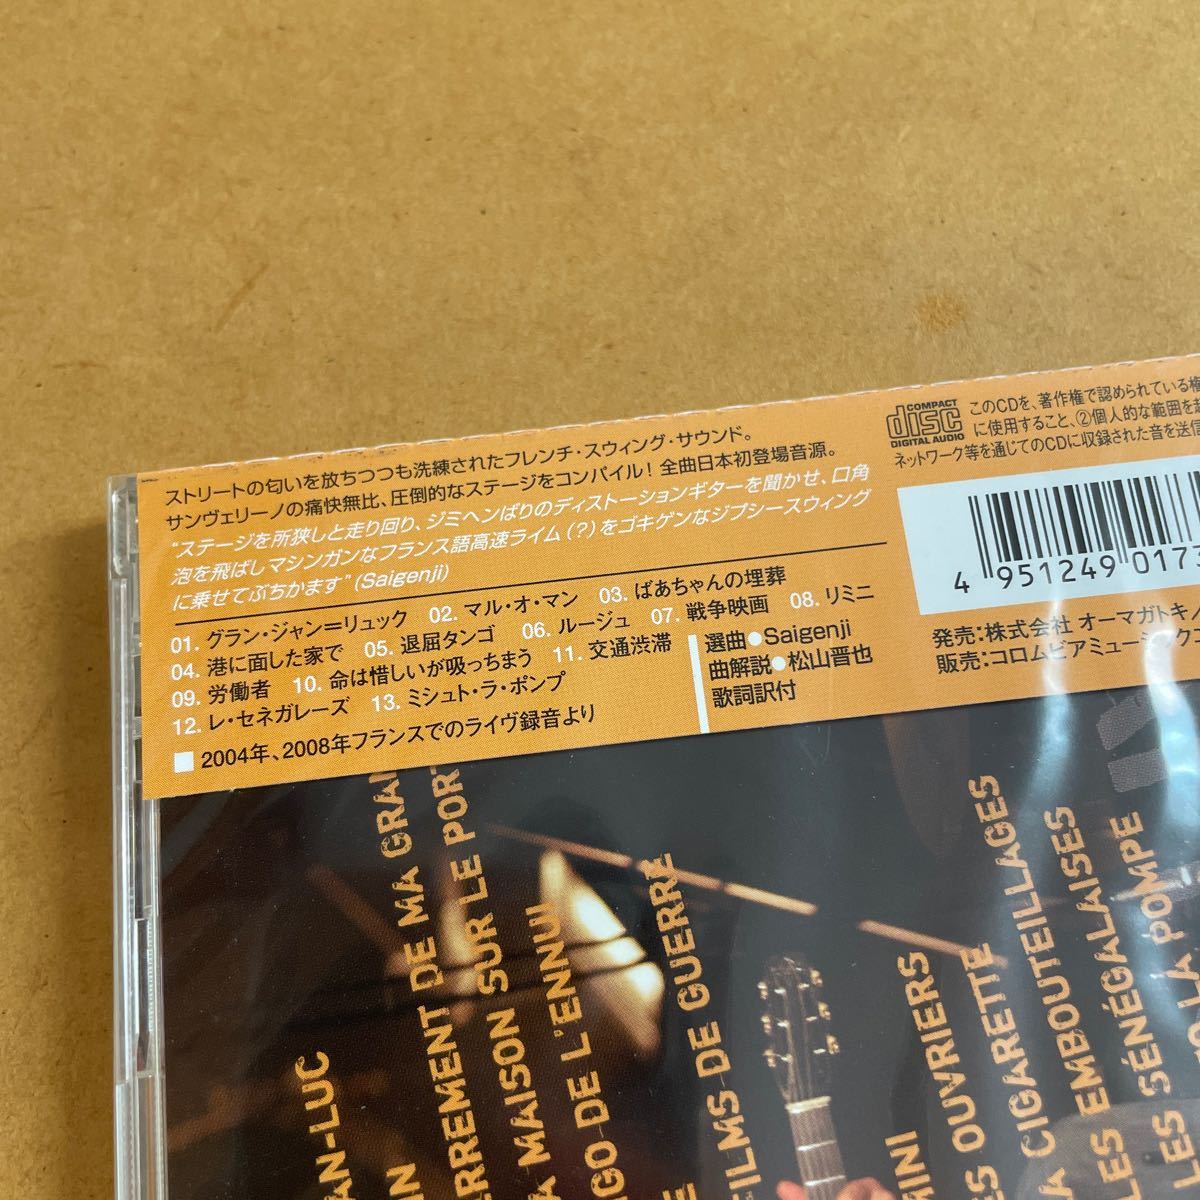 ストリートの匂いを放ちつつも洗練されたフレンチ・スウィング・サウンド。
サンヴェリーノの痛快無比、圧倒的なステージをコンパイル！全曲日本初登場音源。
“ステージを所狭しと走り回り、ジミヘンばりのディストーションギターを聞かせ、口角
泡を飛ばしマシンガンなフランス語高速ライム（？）をゴキゲンなジプシースウィング
に乗せてぶちかます”(Saigenji)
01. グラン・ジャン=リュック 02. マル・オ・マン 03. ばあちゃんの埋葬
04. 港に面した家で 05. 退屈タンゴ 06. ルージュ 07. 戦争映画 08. リミニ
09. 労働者 10. 命は惜しいが吸っちまう 11. 交通渋滞
12. レ・セネガレーズ 13. ミシュト・ラ・ポンプ
■ 2004年、2008年フランスでのライヴ録音より
選曲●Saigenji
曲解説●松山晋也
歌詞訳付
COMPACT
disc
DIGITAL AUDIO
このCDを、著作権で認められている権
に使用すること、②個人的な範囲を超
ネットワーク等を通じてのCDに収録された音を送信
4 951249 0173
発売：株式会社 オーマガトキ
販売：コロムビアミュージック
AN-LUC
IN
ERREMENT DE MA GRAN
A MAISON SUR LE PORT
NGO DE L'ENNUI
E
FILMS DE GUERRE
MINI
ES OUVRIERS
A CIGARETTE
LES EMBOUTEILLAGES
LES SÉNÉGALAISES
O LA POMPE